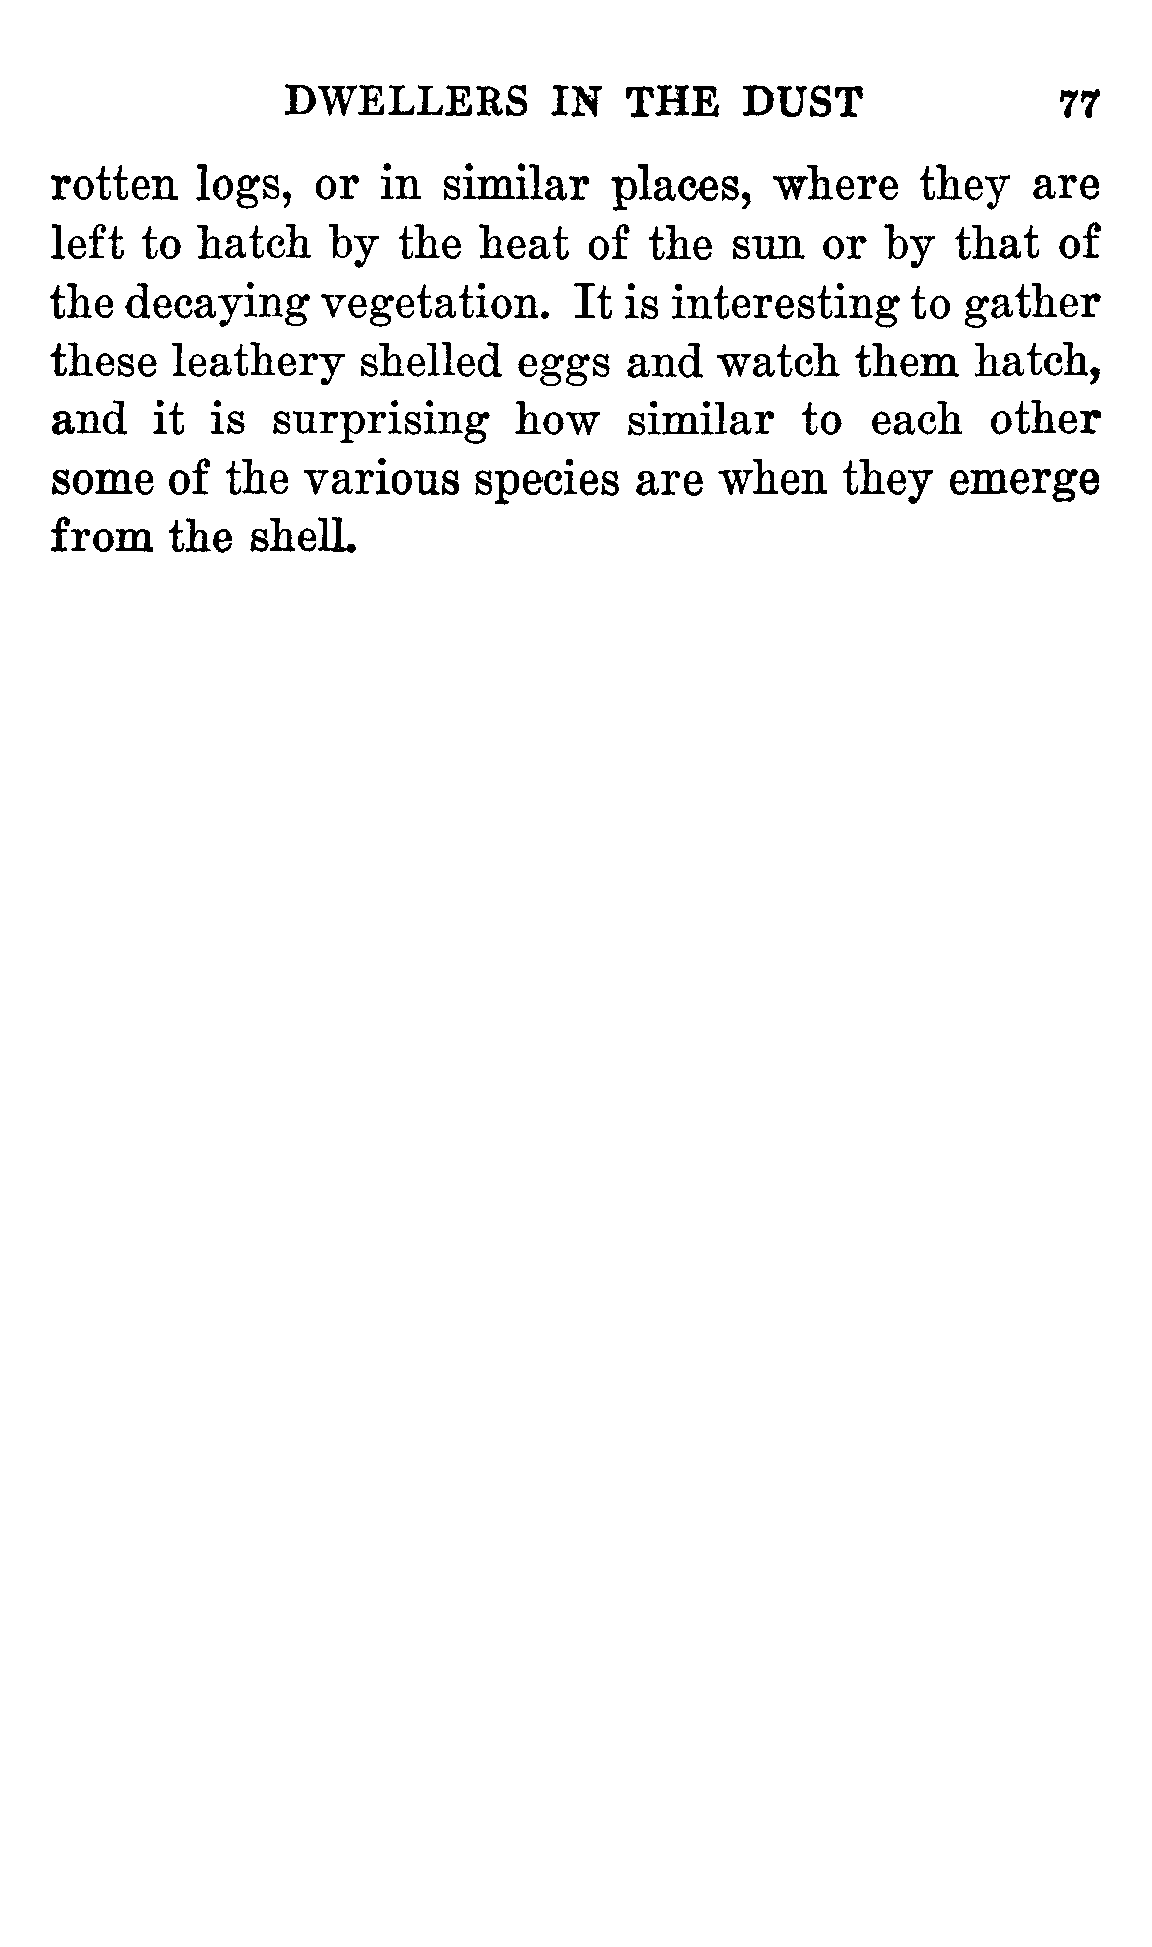 DWELLERS IN THE DUST 77
rotten logs, or in similar places, where they are
left to hatch by the heat of the sun or by that of
the decaying vegetation. It is interesting to gather
these leathery shelled eggs and watch them hatch,
and it is surprising how similar to each other
some of the various species are when they emerge
from the shell.